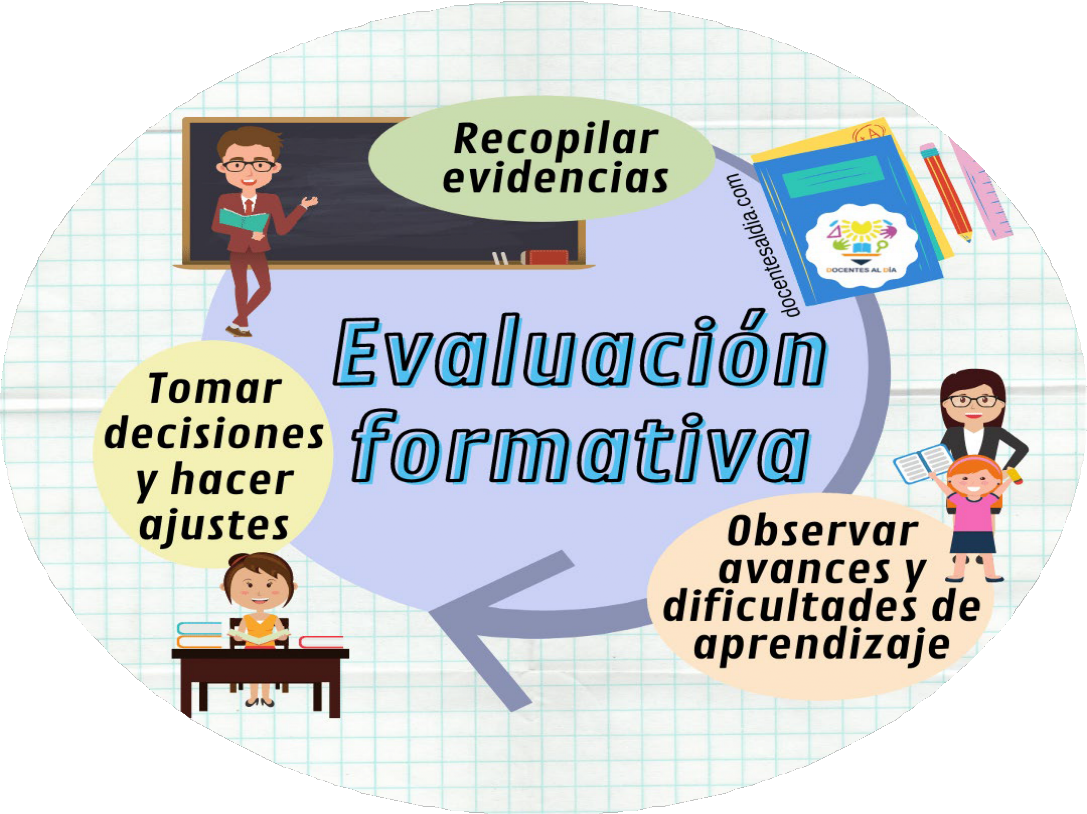 Recopilar
evidencias
A
docentesaldia.com
DOCENTES AL DÍA
Evaluación
formativa
Tomar
decisiones
y hacer
ajustes
Observar
avances y
dificultades de
aprendizaje